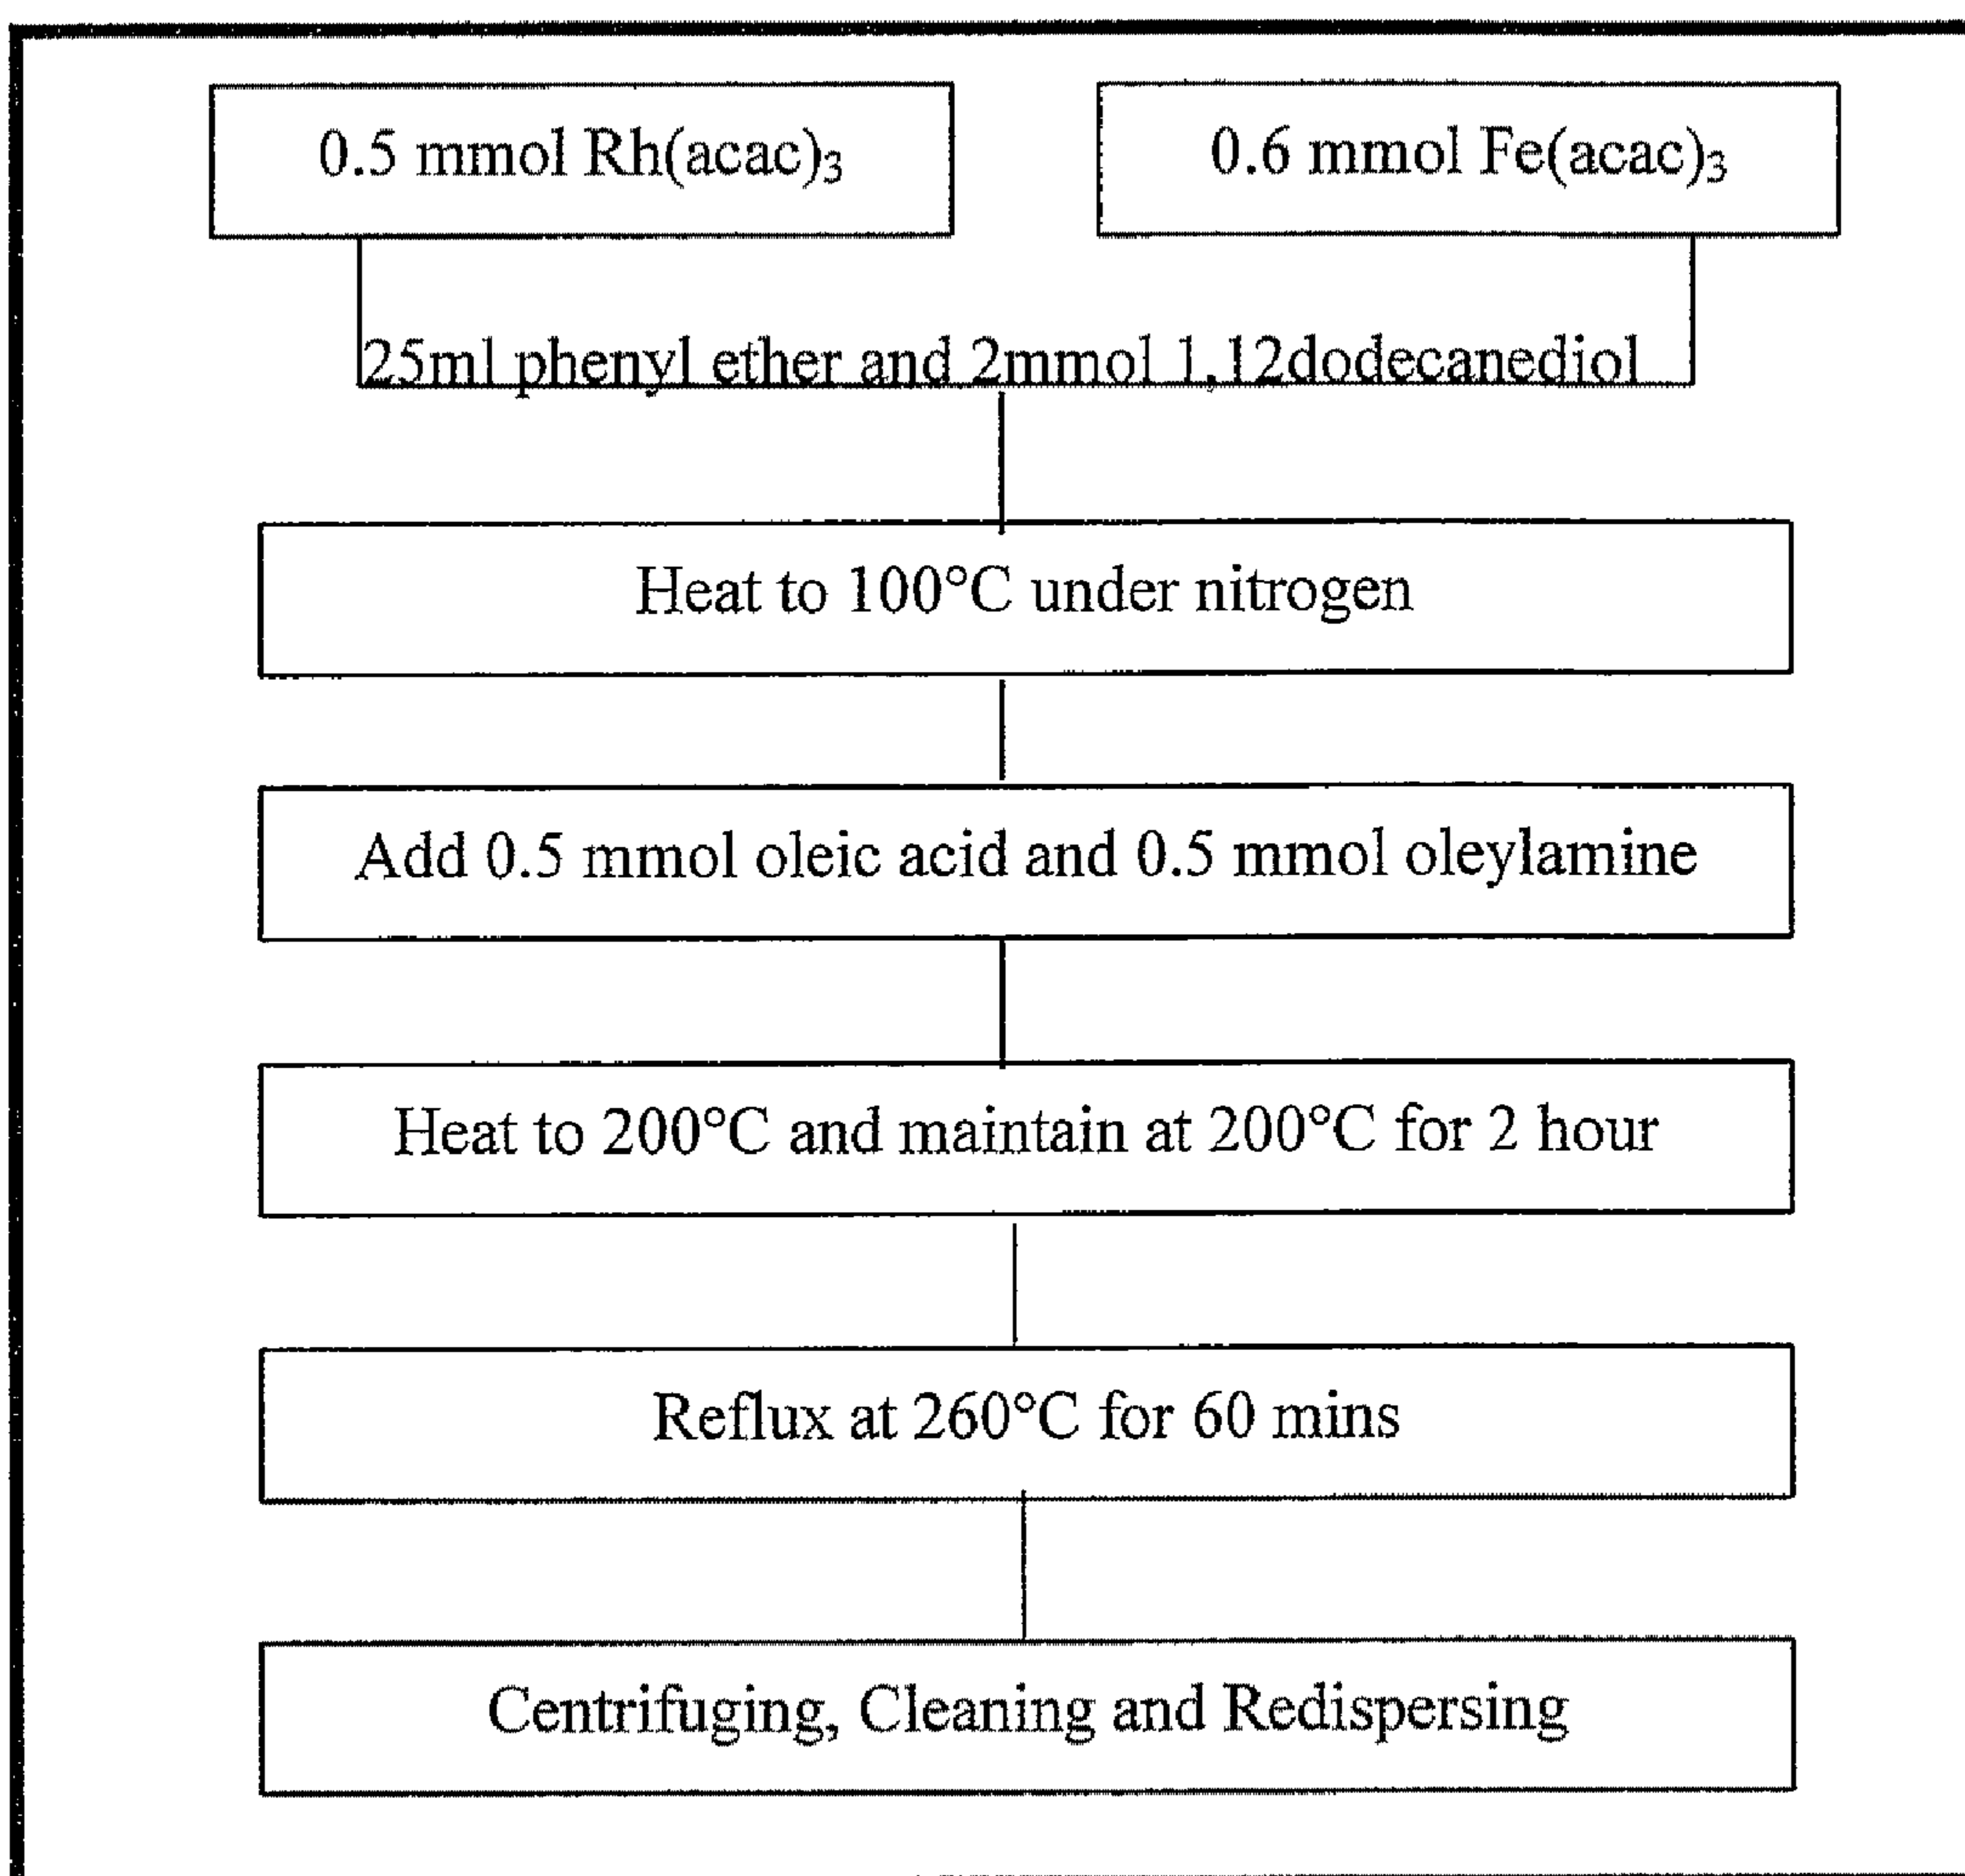 0.5 mmol Rh(acac)₃
0.6 mmol Fe(acac)₃
25ml phenyl ether and 2mmol 1,12dodecanediol
Heat to 100°C under nitrogen
Add 0.5 mmol oleic acid and 0.5 mmol oleylamine
Heat to 200°C and maintain at 200°C for 2 hour
Reflux at 260°C for 60 mins
Centrifuging, Cleaning and Redispersing